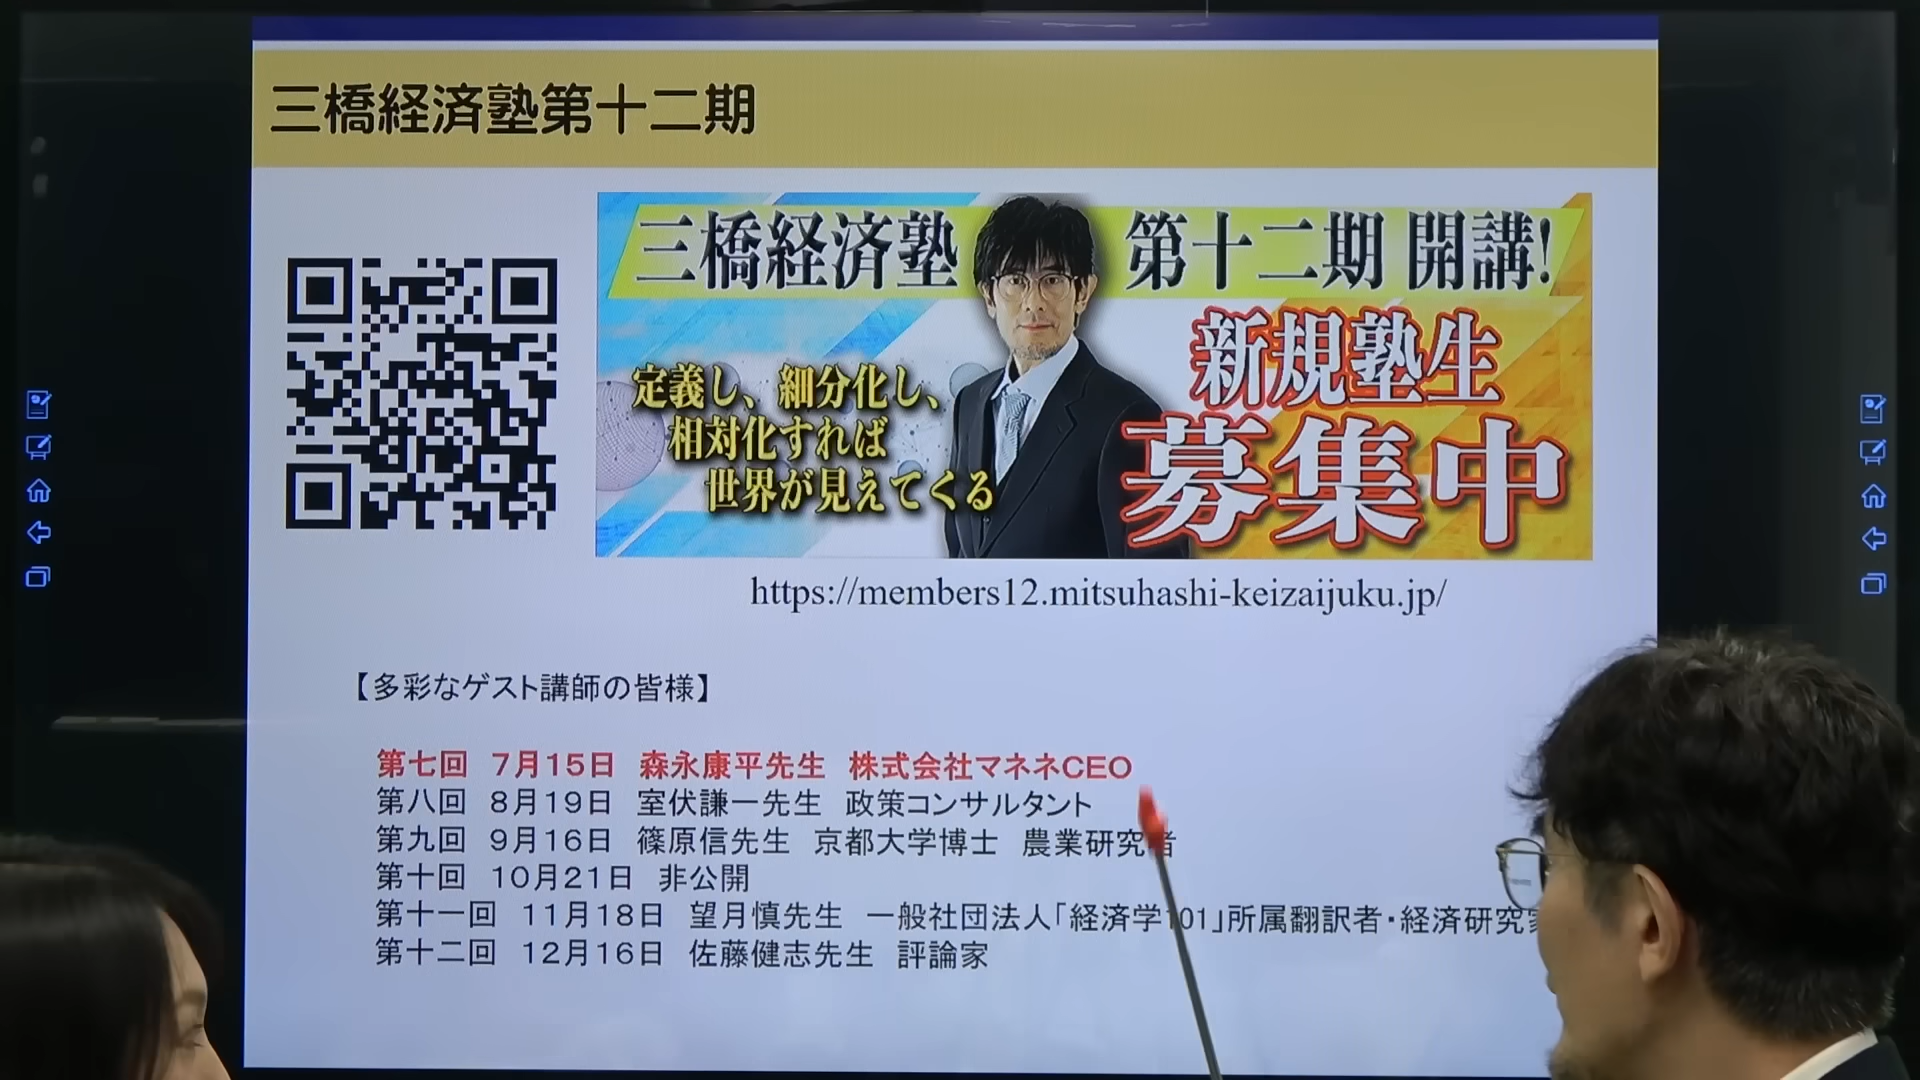 三橋経済塾第十二期
三橋経済塾 第十二期 開講!
新規塾生
募集中
定義し、細分化し、
相対化すれば
世界が見えてくる
https://members12.mitsuhashi-keizaijuku.jp/
【多彩なゲスト講師の皆様】
第七回 7月15日 森永康平先生 株式会社マネネCEO
第八回 8月19日 室伏謙一先生 政策コンサルタント
第九回 9月16日 篠原信先生 京都大学博士 農業研究者
第十回 10月21日 非公開
第十一回 11月18日 望月慎先生 一般社団法人「経済学101」所属翻訳者・経済研究家
第十二回 12月16日 佐藤健志先生 評論家